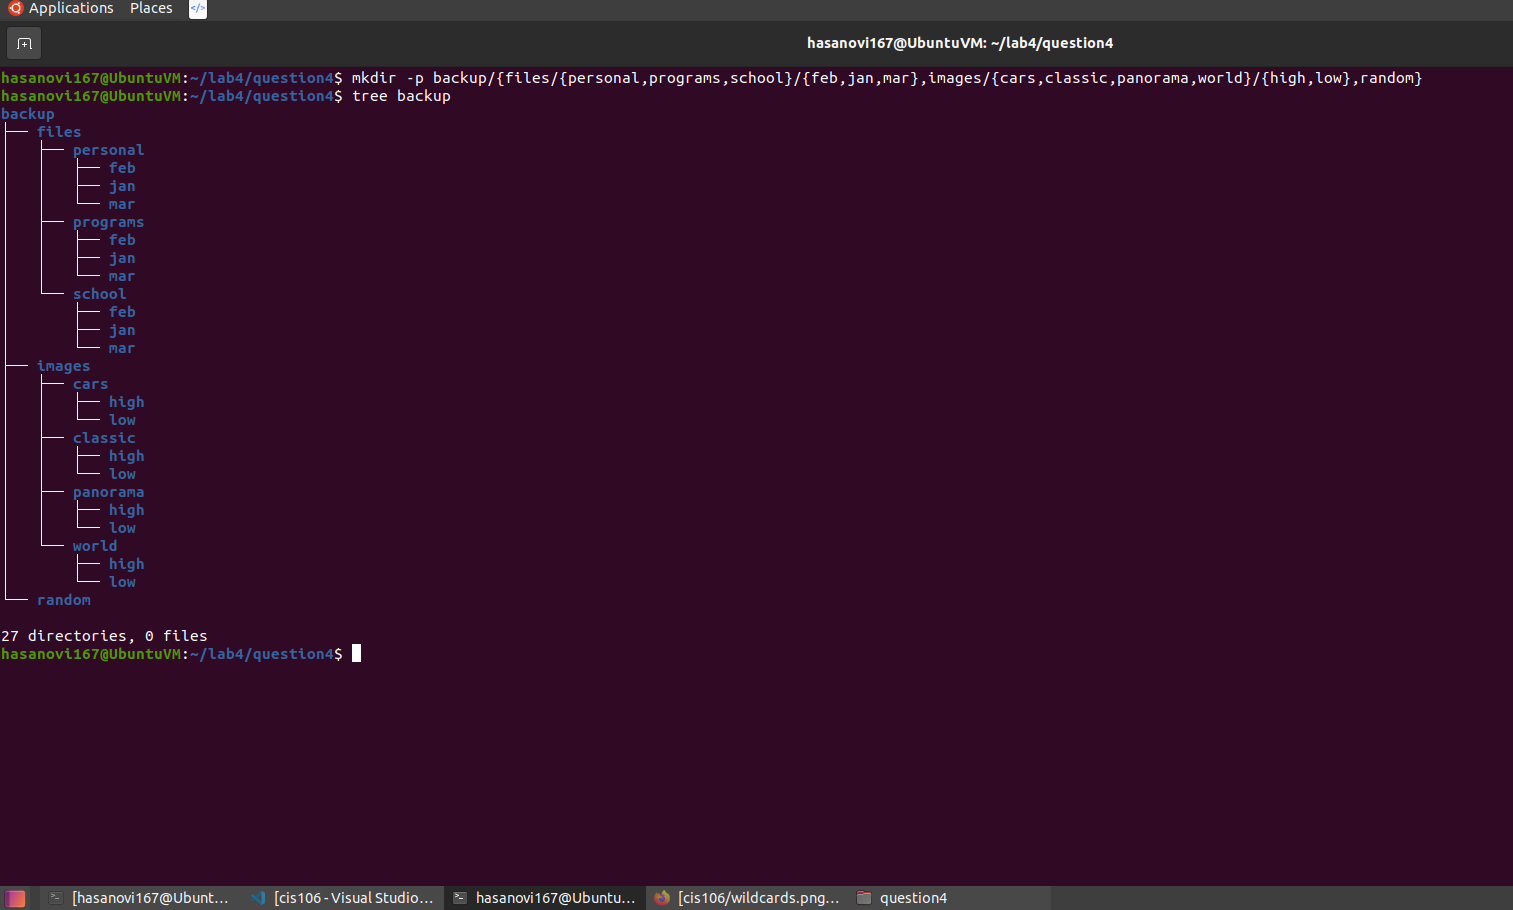 Applications Places </>
hasanovi167@UbuntuVM: ~/lab4/question4
hasanovi167@UbuntuVM:~/lab4/question4$ mkdir -p backup/{files/{personal,programs,school}/{feb,jan,mar},images/{cars,classic,panorama,world}/{high,low},random}
hasanovi167@UbuntuVM:~/lab4/question4$ tree backup
backup
├── files
│   ├── personal
│   │   ├── feb
│   │   ├── jan
│   │   └── mar
│   ├── programs
│   │   ├── feb
│   │   ├── jan
│   │   └── mar
│   └── school
│       ├── feb
│       ├── jan
│       └── mar
├── images
│   ├── cars
│   │   ├── high
│   │   └── low
│   ├── classic
│   │   ├── high
│   │   └── low
│   ├── panorama
│   │   ├── high
│   │   └── low
│   └── world
│       ├── high
│       └── low
└── random
27 directories, 0 files
hasanovi167@UbuntuVM:~/lab4/question4$
[hasanovi167@Ubunt... [cis106 - Visual Studio... hasanovi167@Ubuntu... [cis106/wildcards.png... question4